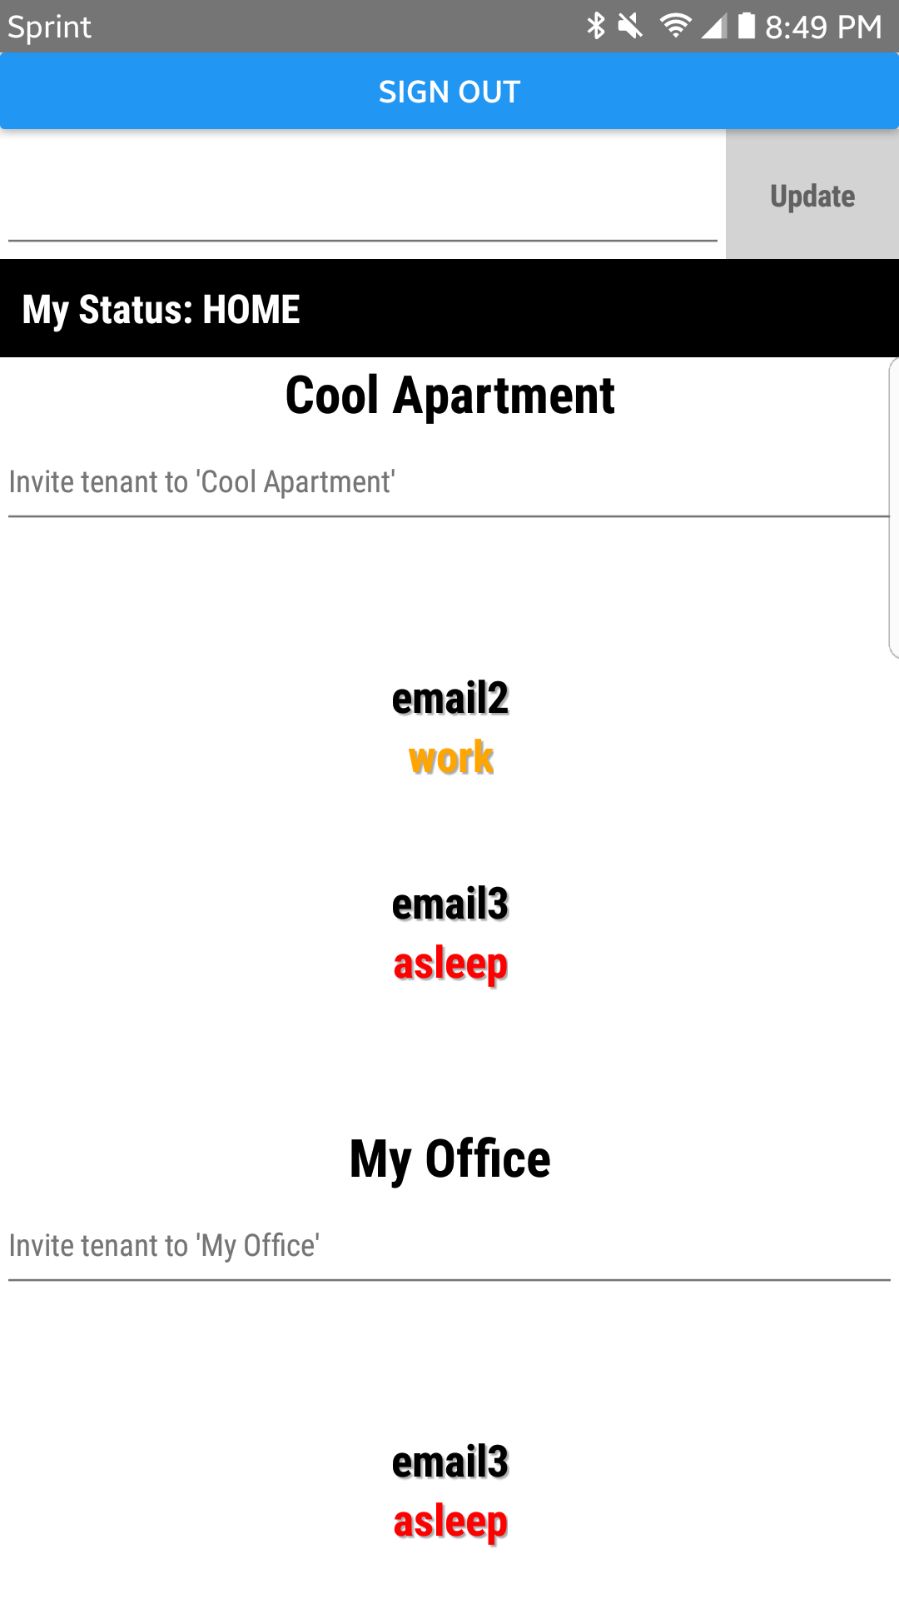 Sprint 8:49 PM
SIGN OUT
Update
My Status: HOME
Cool Apartment
Invite tenant to 'Cool Apartment'
email2
work
email3
asleep
My Office
Invite tenant to 'My Office'
email3
asleep